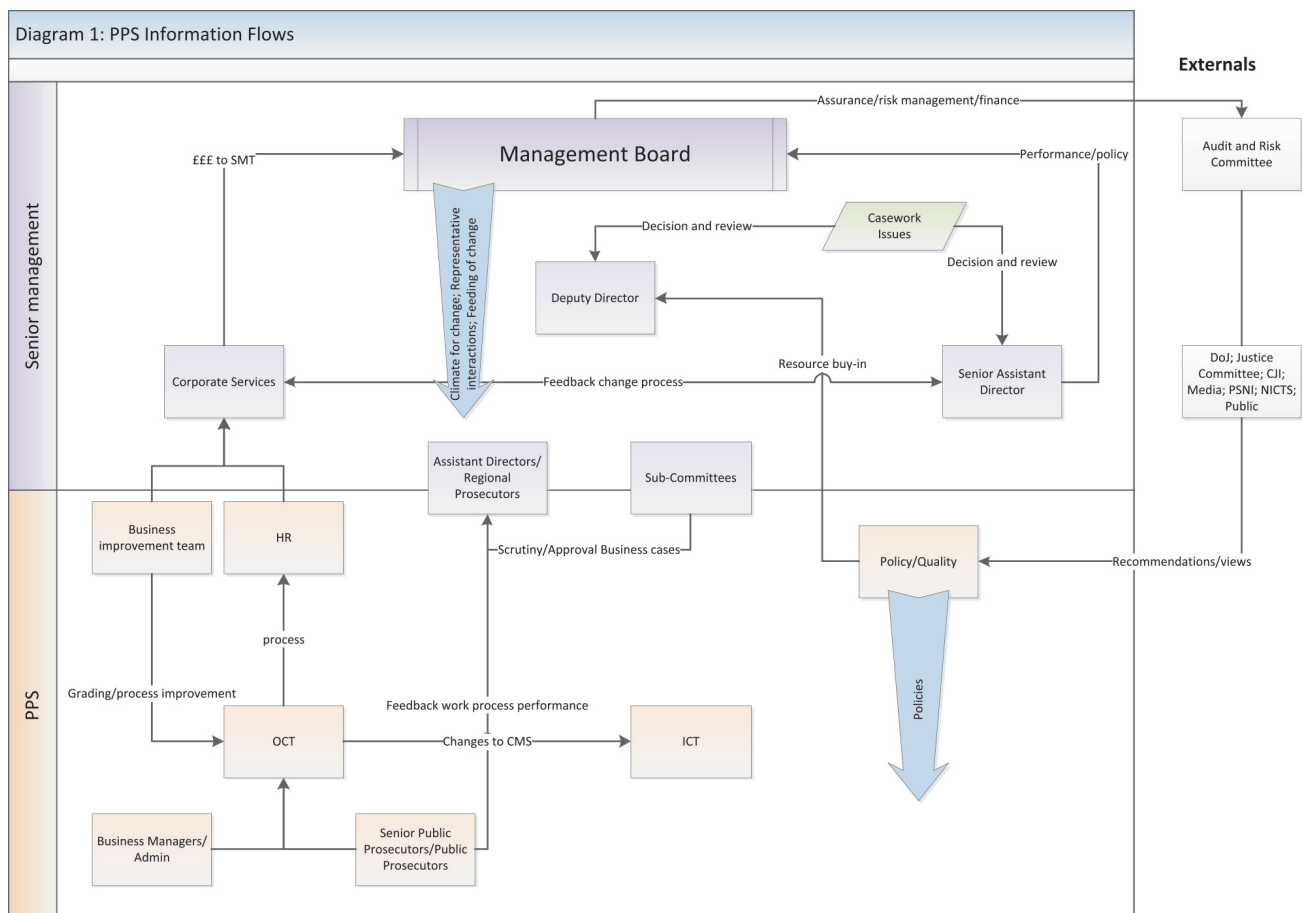 Diagram 1: PPS Information Flows
Externals
Senior management
Assurance/risk management/finance
Management Board
£££ to SMT
Performance/policy
Audit and Risk
Committee
Casework
Issues
Decision and review
Decision and review
Climate for change; Representative
interactions; Feeding of change
Deputy Director
Corporate Services
Feedback change process
Resource buy-in
Senior Assistant
Director
DoJ; Justice
Committee; CJI;
Media; PSNI; NICTS;
Public
Assistant Directors/
Regional
Prosecutors
Sub-Committees
PPS
Business
improvement team
HR
Scrutiny/Approval Business cases
Policy/Quality
Recommendations/views
process
Grading/process improvement
Feedback work process performance
Policies
OCT
Changes to CMS
ICT
Business Managers/
Admin
Senior Public
Prosecutors/Public
Prosecutors